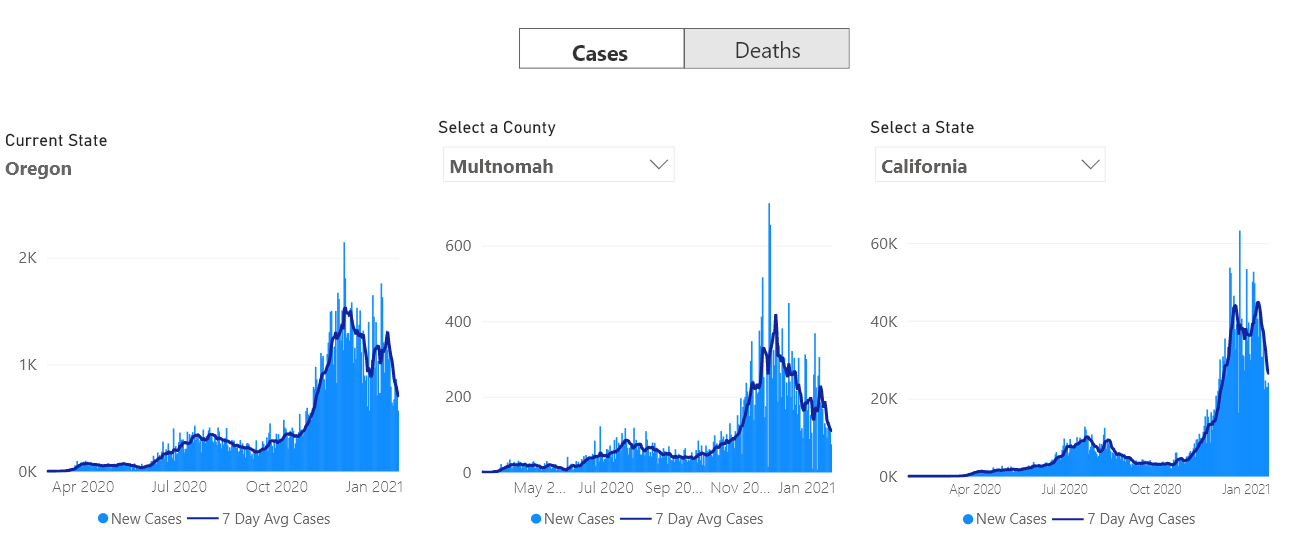 Cases
Deaths
Current State
Oregon
2K
1K
0K
Apr 2020
Jul 2020
Oct 2020
Jan 2021
New Cases
7 Day Avg Cases
Select a County
Multnomah
600
400
200
0
May 2...
Jul 2020
Sep 20...
Nov 20...
Jan 2021
New Cases
7 Day Avg Cases
Select a State
California
60K
40K
20K
0K
Apr 2020
Jul 2020
Oct 2020
Jan 2021
New Cases
7 Day Avg Cases